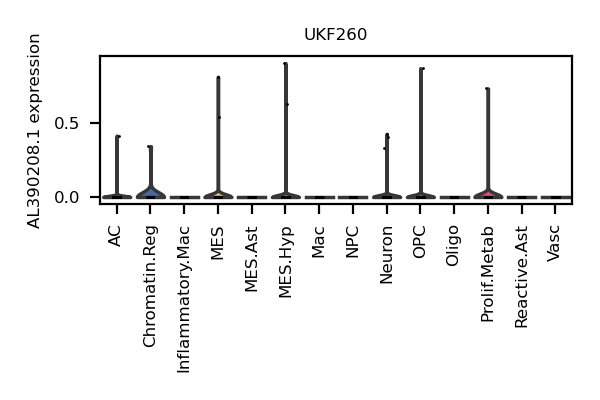 UKF260
AL390208.1 expression
0.5
0.0
AC
Chromatin.Reg
Inflammatory.Mac
MES
MES.Ast
MES.Hyp
Mac
NPC
Neuron
OPC
Oligo
Prolif.Metab
Reactive.Ast
Vasc